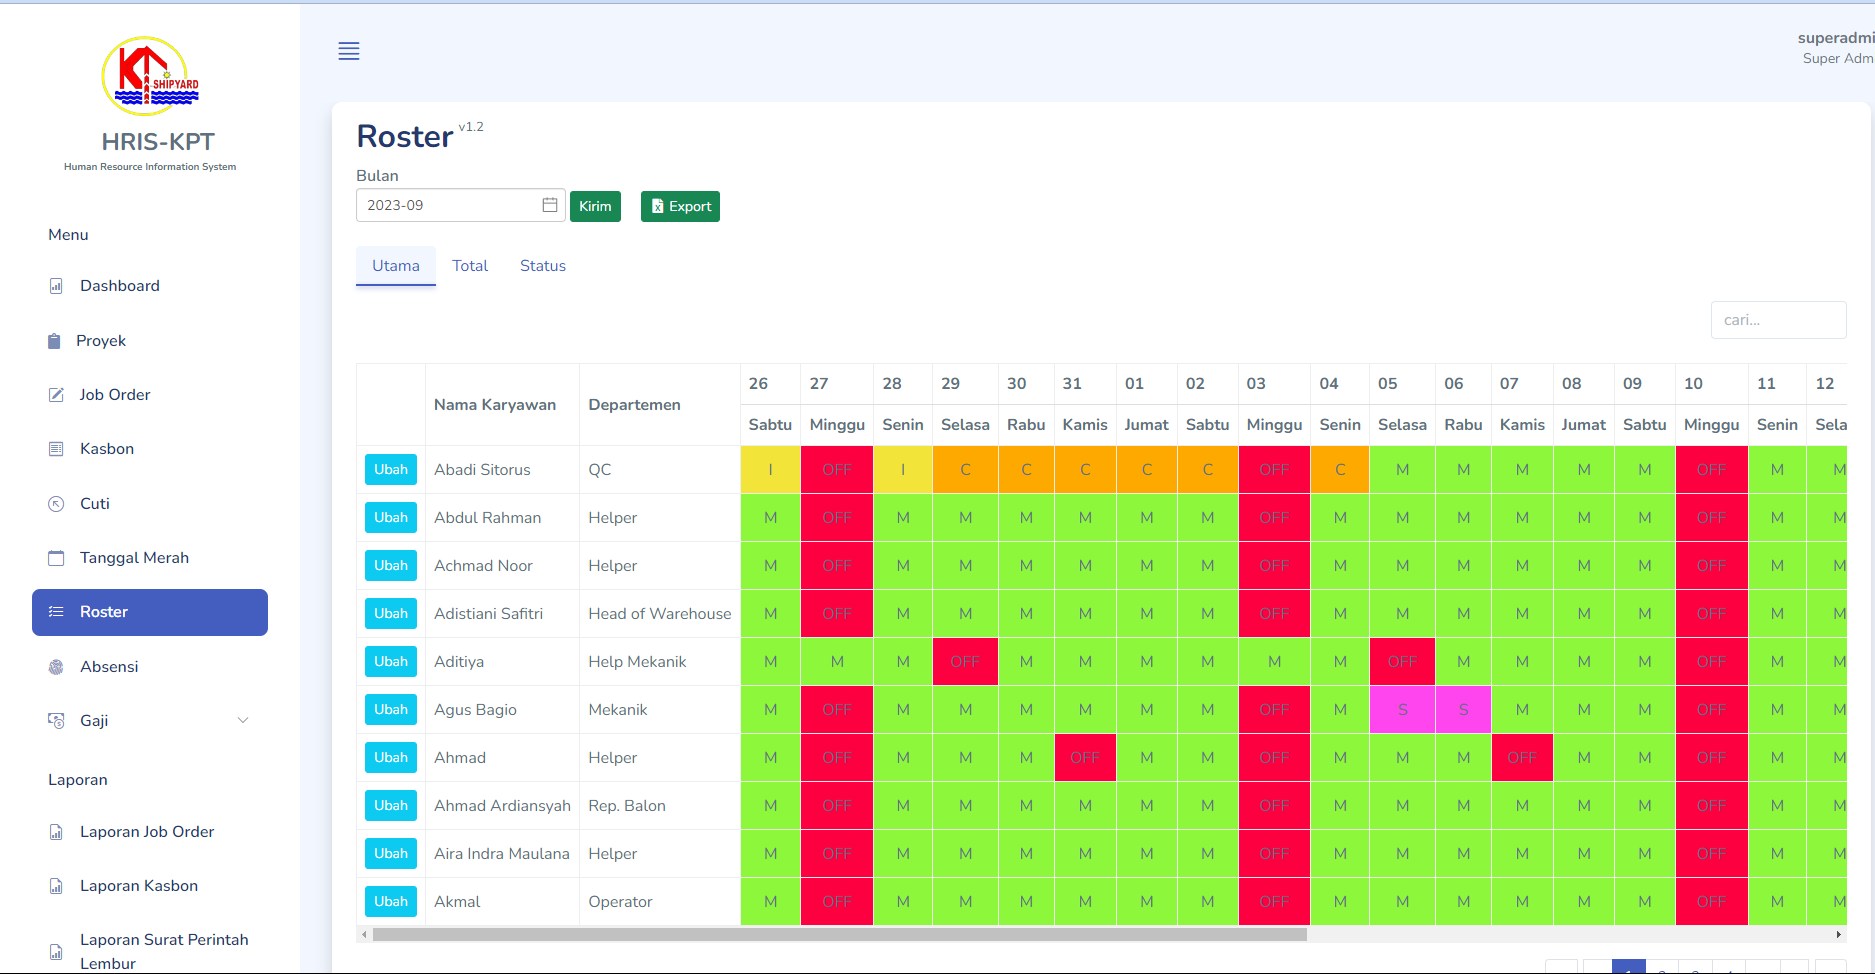 superadmi
Super Adm
SHIPYARD
HRIS-KPT
Human Resource Information System
Menu
Dashboard
Proyek
Job Order
Kasbon
Cuti
Tanggal Merah
Roster
Absensi
Gaji
Laporan
Laporan Job Order
Laporan Kasbon
Laporan Surat Perintah
Lembur
Roster v1.2
Bulan
2023-09 Kirim Export
Utama Total Status
cari...
Nama Karyawan Departemen
26 27 28 29 30 31 01 02 03 04 05 06 07 08 09 10 11 12
Sabtu Minggu Senin Selasa Rabu Kamis Jumat Sabtu Minggu Senin Selasa Rabu Kamis Jumat Sabtu Minggu Senin Sela
Ubah Abadi Sitorus QC I OFF I C C C C C OFF C M M M M M OFF M M
Ubah Abdul Rahman Helper M OFF M M M M M M OFF M M M M M M OFF M M
Ubah Achmad Noor Helper M OFF M M M M M M OFF M M M M M M OFF M M
Ubah Adistiani Safitri Head of Warehouse M OFF M M M M M M OFF M M M M M M OFF M M
Ubah Aditiya Help Mekanik M M M OFF M M M M M M OFF M M M M OFF M M
Ubah Agus Bagio Mekanik M OFF M M M M M M OFF M S S M M M OFF M M
Ubah Ahmad Helper M OFF M M M OFF M M OFF M M M OFF M M OFF M M
Ubah Ahmad Ardiansyah Rep. Balon M OFF M M M M M M OFF M M M M M M OFF M M
Ubah Aira Indra Maulana Helper M OFF M M M M M M OFF M M M M M M OFF M M
Ubah Akmal Operator M OFF M M M M M M OFF M M M M M M OFF M M